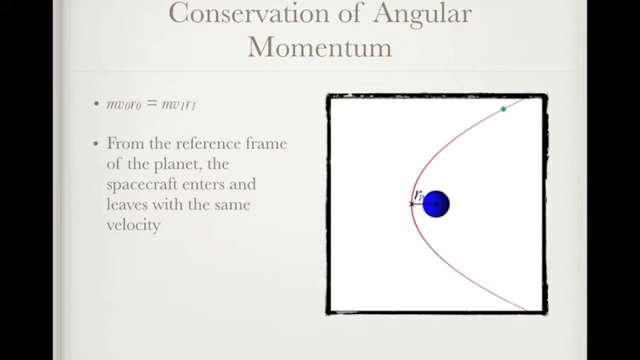 Conservation of Angular
Momentum
• mv₀r₀ = mv₁r₁
• From the reference frame
of the planet, the
spacecraft enters and
leaves with the same
velocity
rₚ